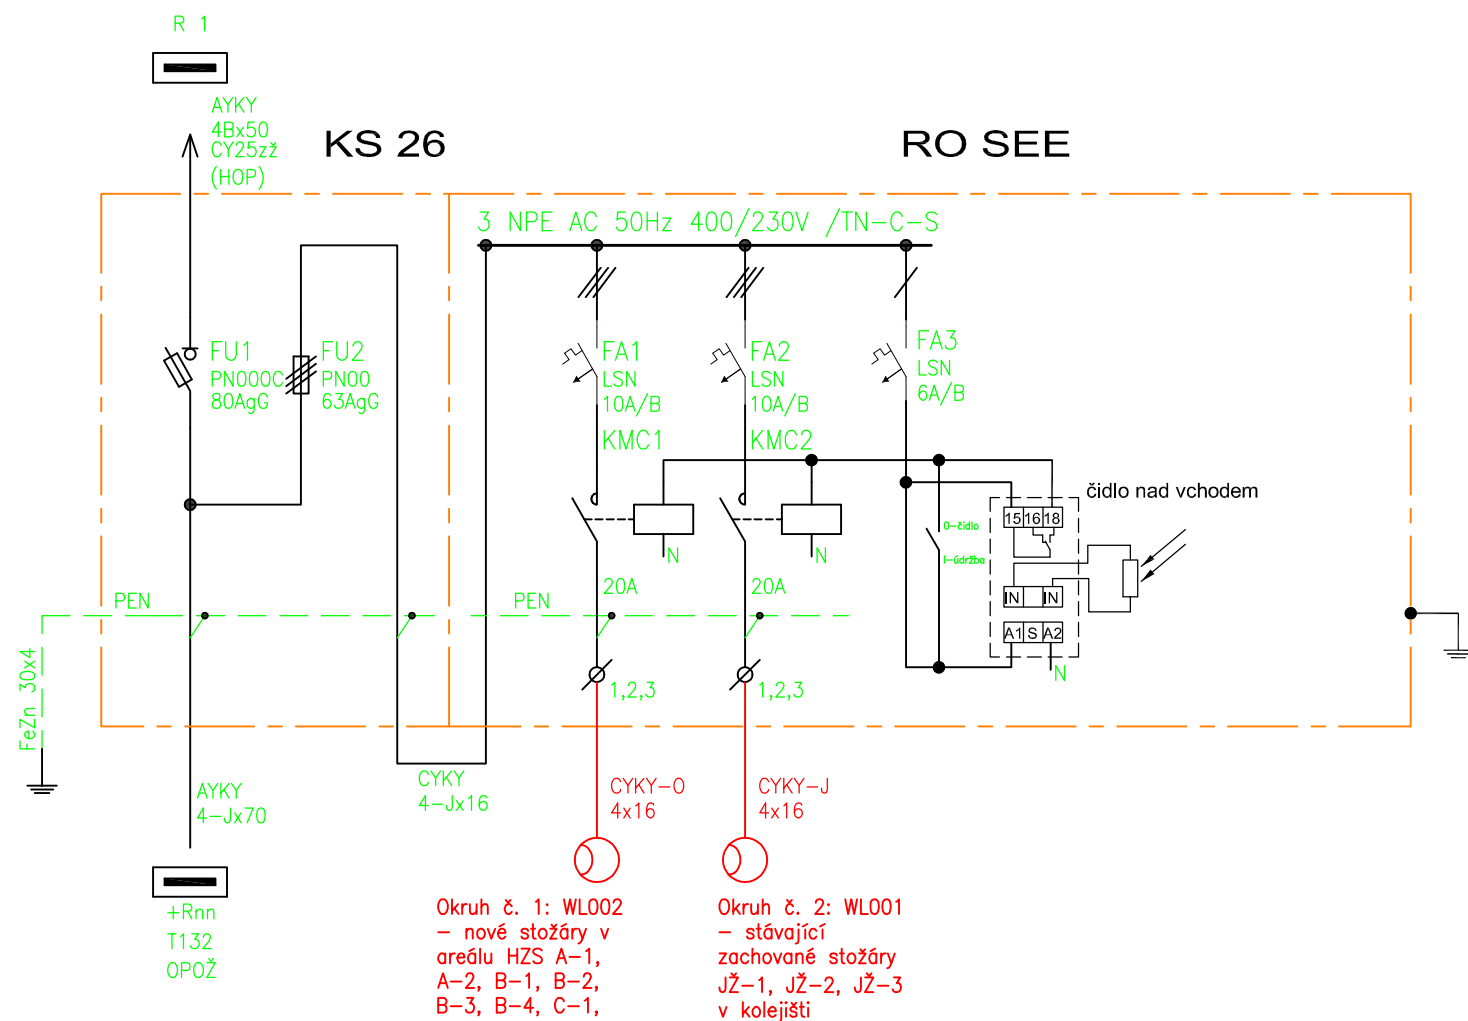 R 1
AYKY
4Bx50
CY25zž
(HOP)
KS 26
RO SEE
3 NPE AC 50Hz 400/230V /TN-C-S
FU1
PN000C
80AgG
FU2
PN00
63AgG
FA1
LSN
10A/B
KMC1
FA2
LSN
10A/B
KMC2
FA3
LSN
6A/B
čidlo nad vchodem
15 16 18
0-čidlo
I-údržba
N
N
20A
20A
IN IN
A1 S A2
N
PEN
PEN
FeZn 30x4
1,2,3
1,2,3
AYKY
4-Jx70
CYKY
4-Jx16
CYKY-O
4x16
CYKY-J
4x16
+Rnn
T132
OPOŽ
Okruh č. 1: WL002
- nové stožáry v
areálu HZS A-1,
A-2, B-1, B-2,
B-3, B-4, C-1,
Okruh č. 2: WL001
- stávající
zachované stožáry
JŽ-1, JŽ-2, JŽ-3
v kolejišti